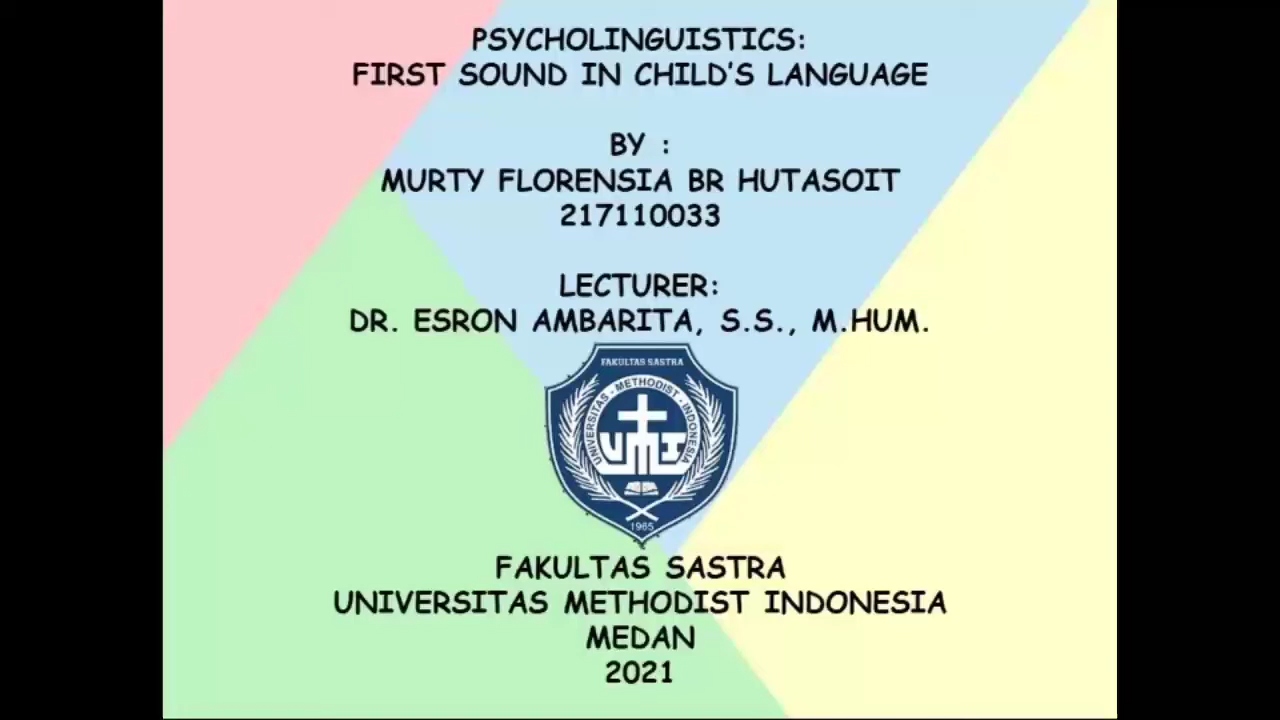 PSYCHOLINGUISTICS:
FIRST SOUND IN CHILD'S LANGUAGE
BY :
MURTY FLORENSIA BR HUTASOIT
217110033
LECTURER:
DR. ESRON AMBARITA, S.S., M.HUM.
FAKULTAS SASTRA
UNIVERSITAS - METHODIST - INDONESIA
UMI
1965
FAKULTAS SASTRA
UNIVERSITAS METHODIST INDONESIA
MEDAN
2021